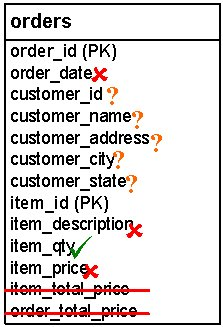 orders
order_id (PK)
order_date
customer_id ?
customer_name ?
customer_address ?
customer_city ?
customer_state ?
item_id (PK)
item_description
item_qty
item_price
item_total_price
order_total_price